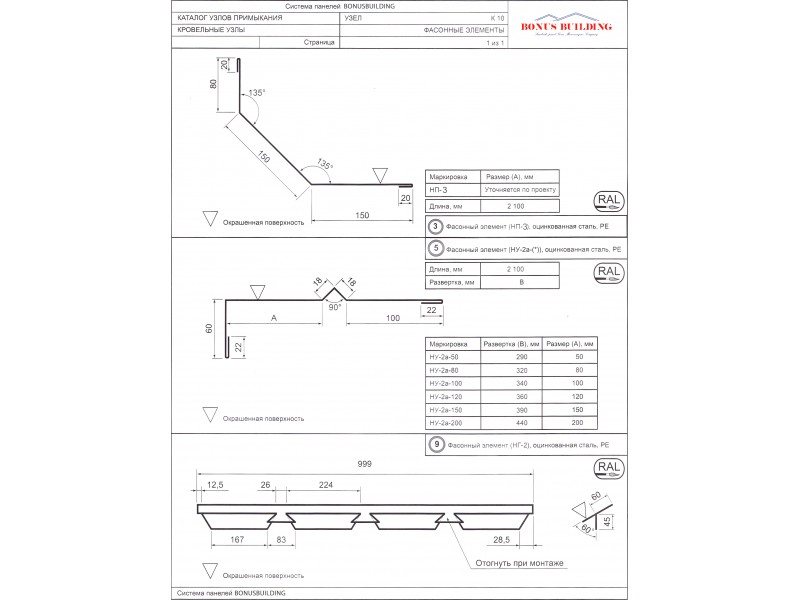 Система панелей BONUSBUILDING
КАТАЛОГ УЗЛОВ ПРИМЫКАНИЯ УЗЕЛ К 10
КРОВЕЛЬНЫЕ УЗЛЫ ФАСОННЫЕ ЭЛЕМЕНТЫ
Страница 1 из 1
BONUS BUILDING
20
80
135°
150
135°
20
150
Окрашенная поверхность
Маркировка Размер (А), мм
НП-3 Уточняется по проекту
Длина, мм 2 100
RAL
3 Фасонный элемент (НП-3), оцинкованная сталь, PE
5 Фасонный элемент (НУ-2а-(*)), оцинкованная сталь, PE
Длина, мм 2 100
Развертка, мм В
RAL
18 18
90°
22
60
А
100
22
Маркировка Развертка (В), мм Размер (А), мм
НУ-2а-50 290 50
НУ-2а-80 320 80
НУ-2а-100 340 100
НУ-2а-120 360 120
НУ-2а-150 390 150
НУ-2а-200 440 200
Окрашенная поверхность
9 Фасонный элемент (НГ-2), оцинкованная сталь, PE
RAL
999
12,5 26 224
60
60°
45
167 83 28,5
Отогнуть при монтаже
Окрашенная поверхность
Система панелей BONUSBUILDING